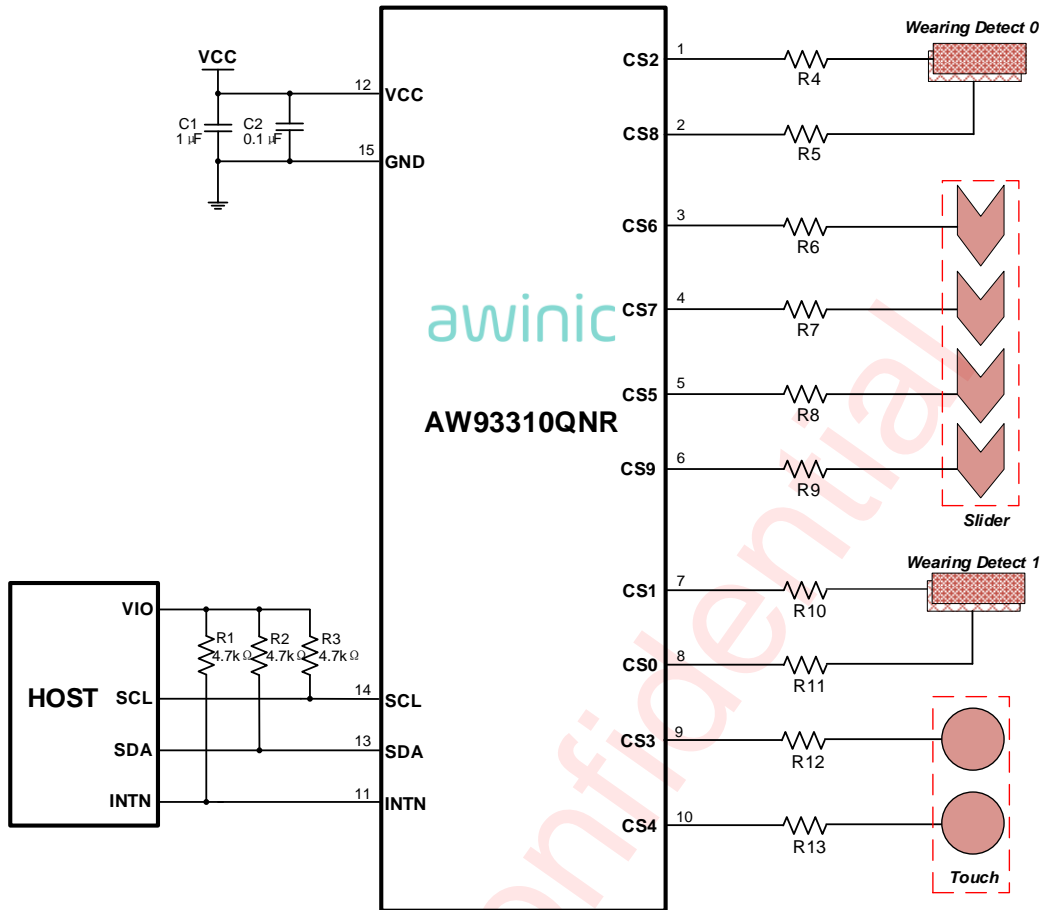 VCC
C1
1 μF
C2
0.1 μF
12
VCC
15
GND
awinic
AW93310QNR
HOST
VIO
SCL
SDA
INTN
R1
4.7kΩ
R2
4.7kΩ
R3
4.7kΩ
14
SCL
13
SDA
11
INTN
Wearing Detect 0
CS2
1
R4
CS8
2
R5
CS6
3
R6
CS7
4
R7
CS5
5
R8
CS9
6
R9
Slider
Wearing Detect 1
CS1
7
R10
CS0
8
R11
CS3
9
R12
CS4
10
R13
Touch
onfidential